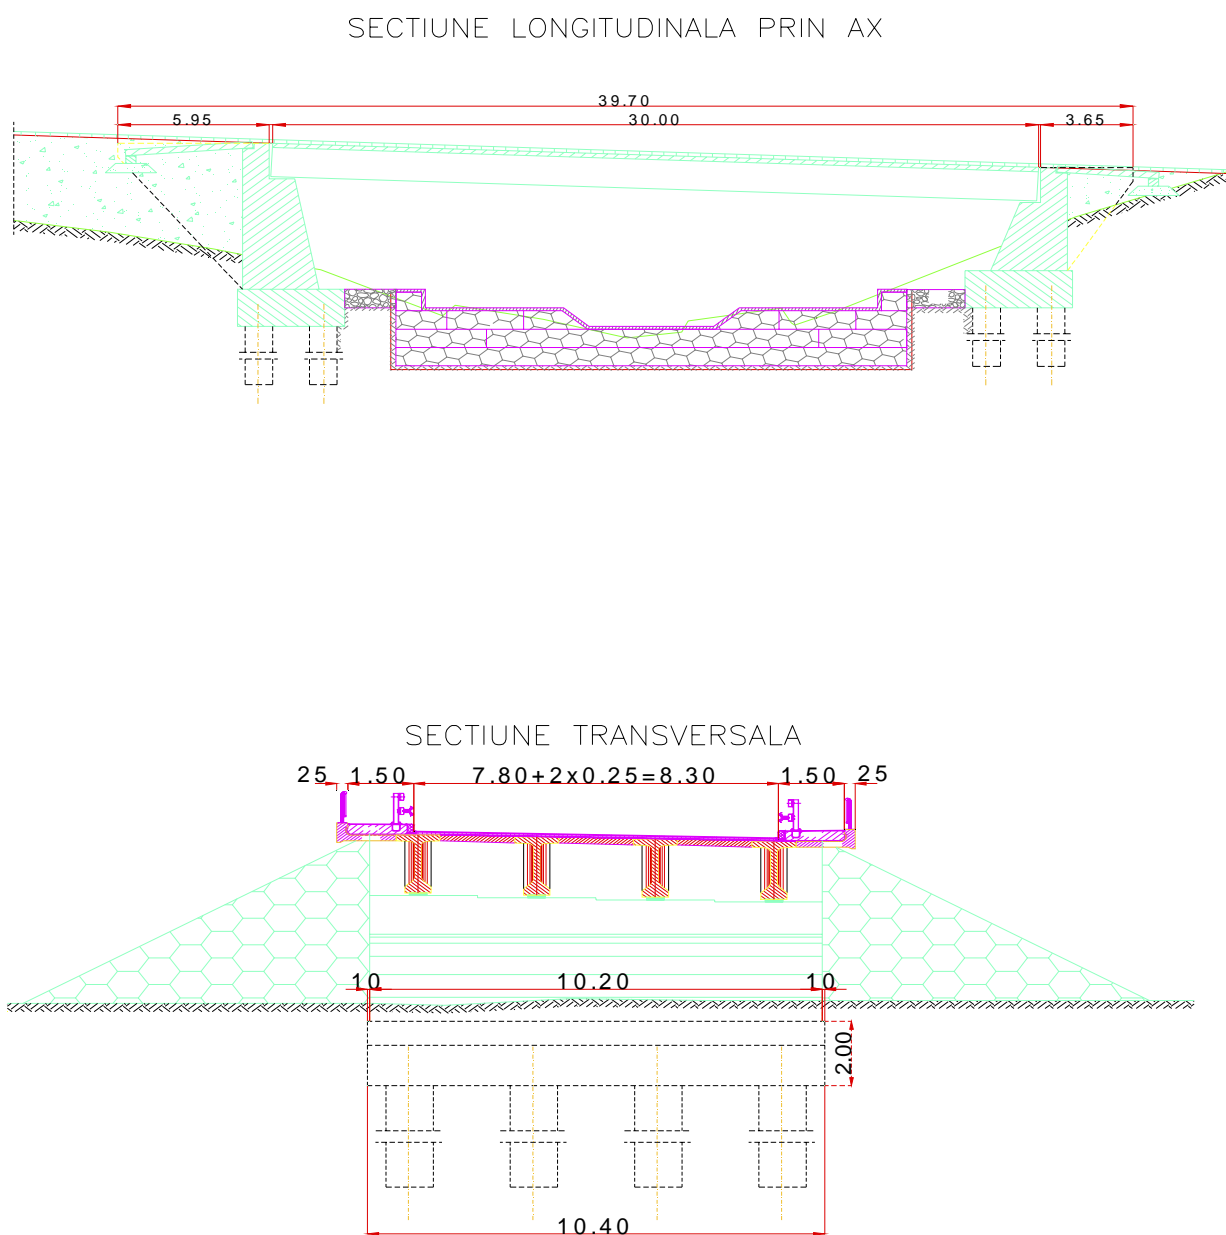 SECTIUNE LONGITUDINALA PRIN AX
39.70
5.95 30.00 3.65
SECTIUNE TRANSVERSALA
25 1.50 7.80+2x0.25=8.30 1.50 25
10 10.20 10
2.00
10.40